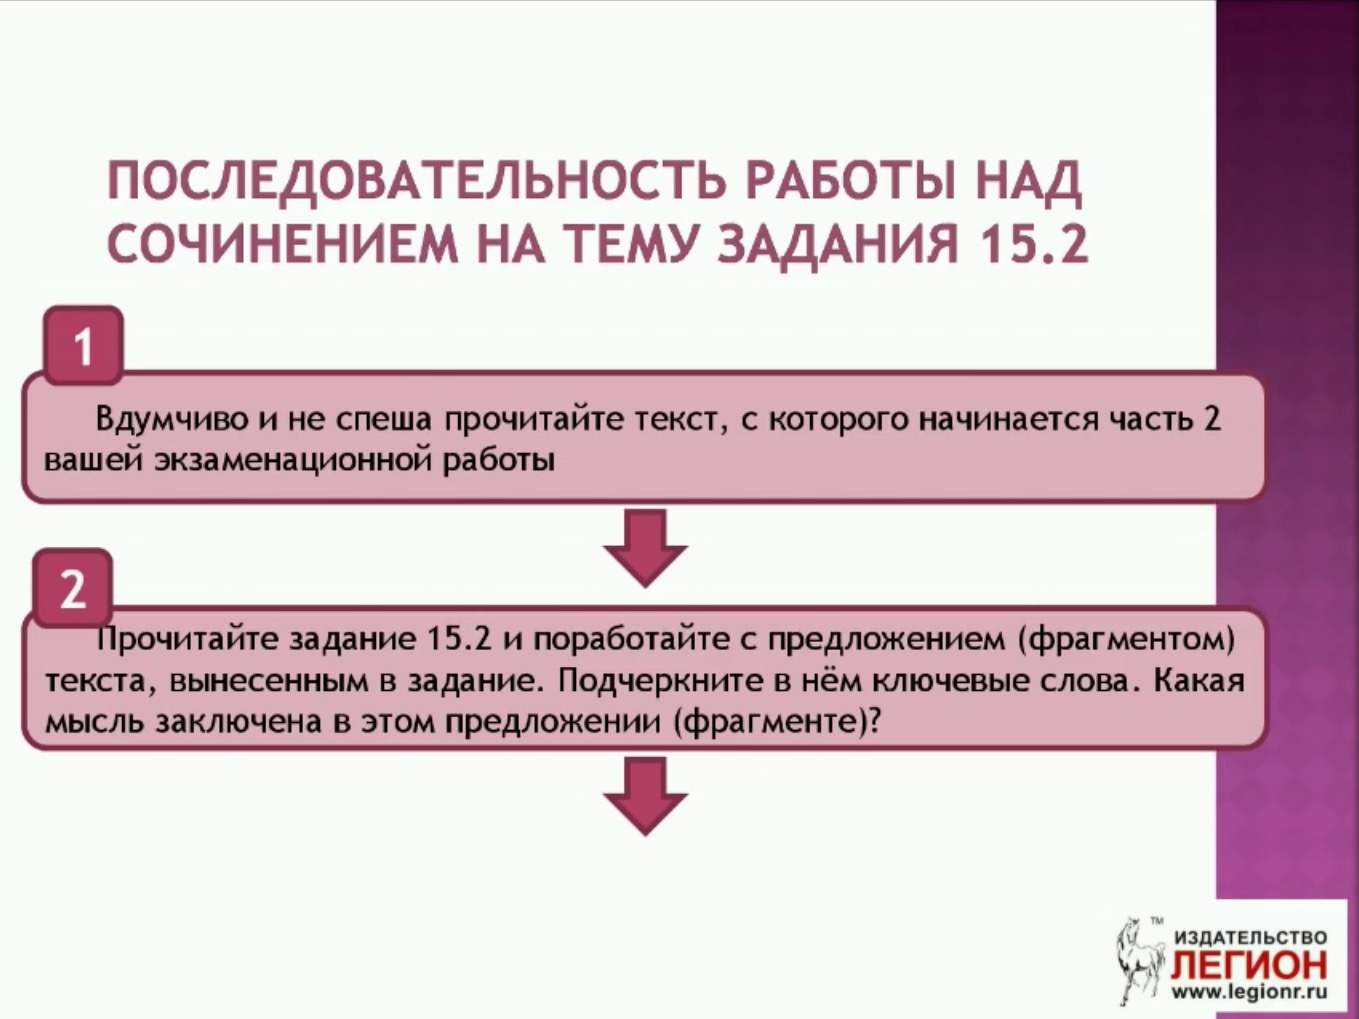 ПОСЛЕДОВАТЕЛЬНОСТЬ РАБОТЫ НАД
СОЧИНЕНИЕМ НА ТЕМУ ЗАДАНИЯ 15.2
1
Вдумчиво и не спеша прочитайте текст, с которого начинается часть 2
вашей экзаменационной работы
2
Прочитайте задание 15.2 и поработайте с предложением (фрагментом)
текста, вынесенным в задание. Подчеркните в нём ключевые слова. Какая
мысль заключена в этом предложении (фрагменте)?
TM
ИЗДАТЕЛЬСТВО
ЛЕГИОН
www.legionr.ru